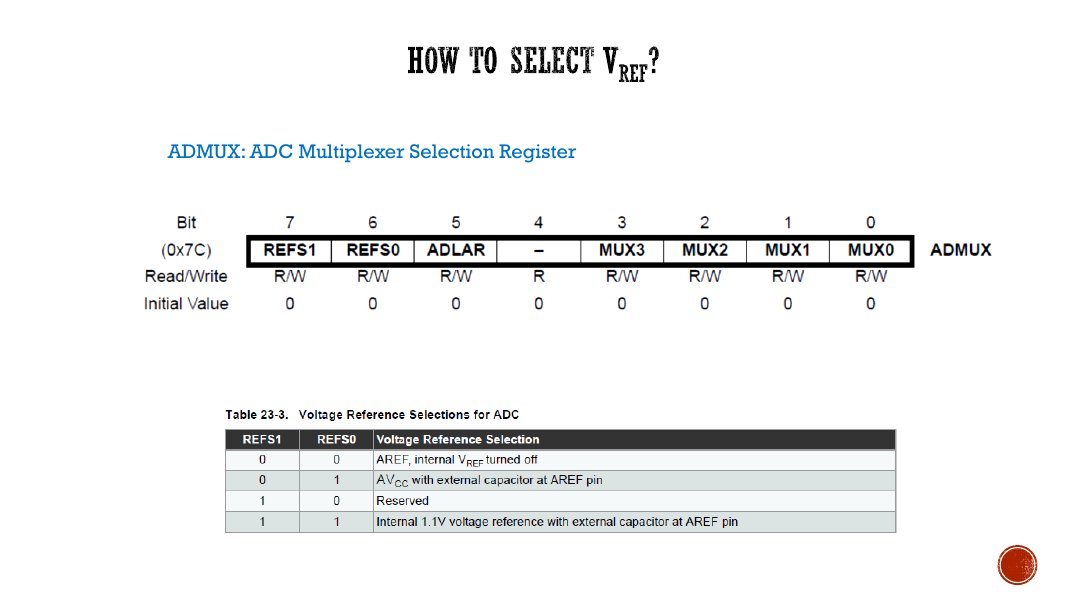 HOW TO SELECT VREF?
ADMUX: ADC Multiplexer Selection Register
Bit 7 6 5 4 3 2 1 0
(0x7C) REFS1 REFS0 ADLAR – MUX3 MUX2 MUX1 MUX0 ADMUX
Read/Write R/W R/W R/W R R/W R/W R/W R/W
Initial Value 0 0 0 0 0 0 0 0
Table 23-3. Voltage Reference Selections for ADC
REFS1 REFS0 Voltage Reference Selection
0 0 AREF, internal VREF turned off
0 1 AVCC with external capacitor at AREF pin
1 0 Reserved
1 1 Internal 1.1V voltage reference with external capacitor at AREF pin